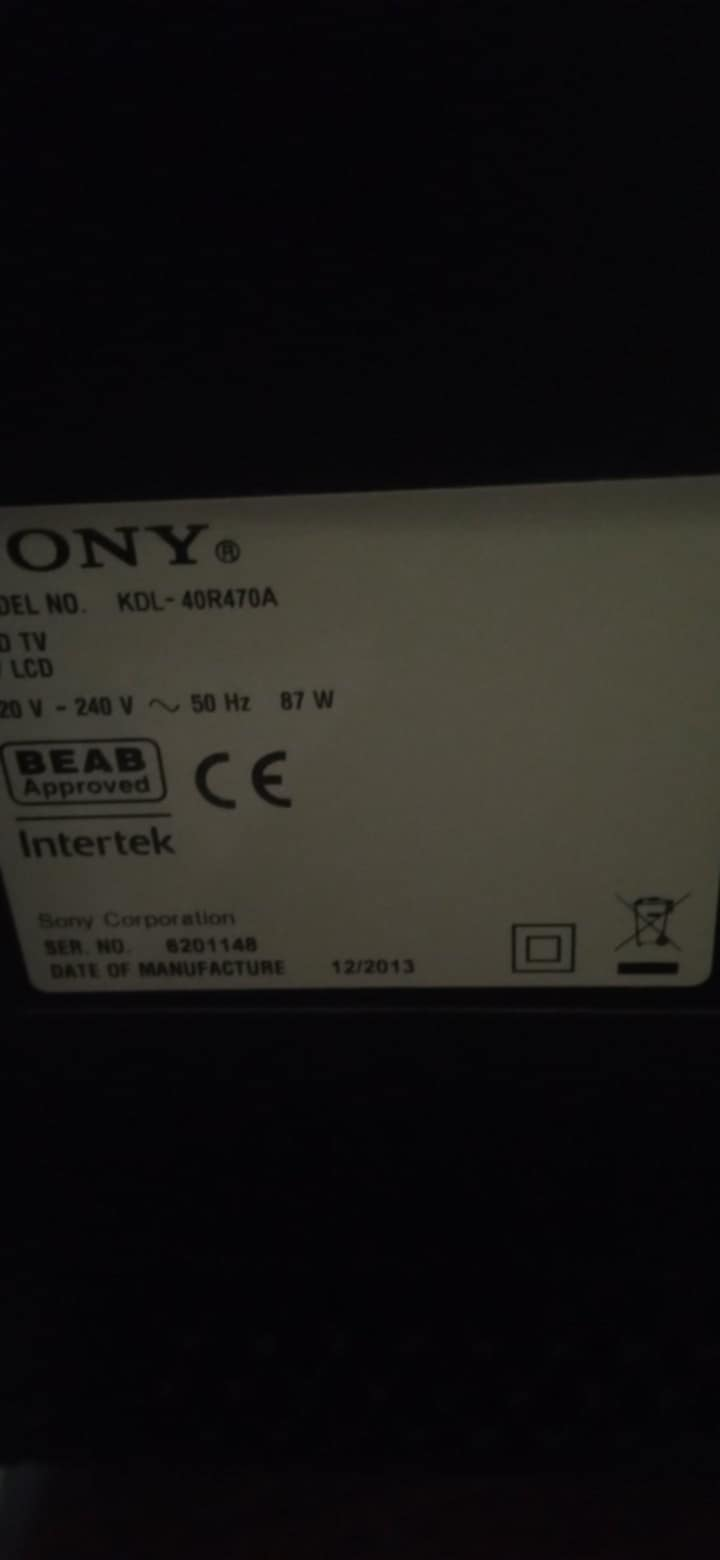 ONY®
DEL NO. KDL-40R470A
D TV
LCD
20 V - 240 V ~ 50 Hz 87 W
BEAB
Approved
CE
Intertek
Sony Corporation
SER. NO. 6201148
DATE OF MANUFACTURE 12/2013